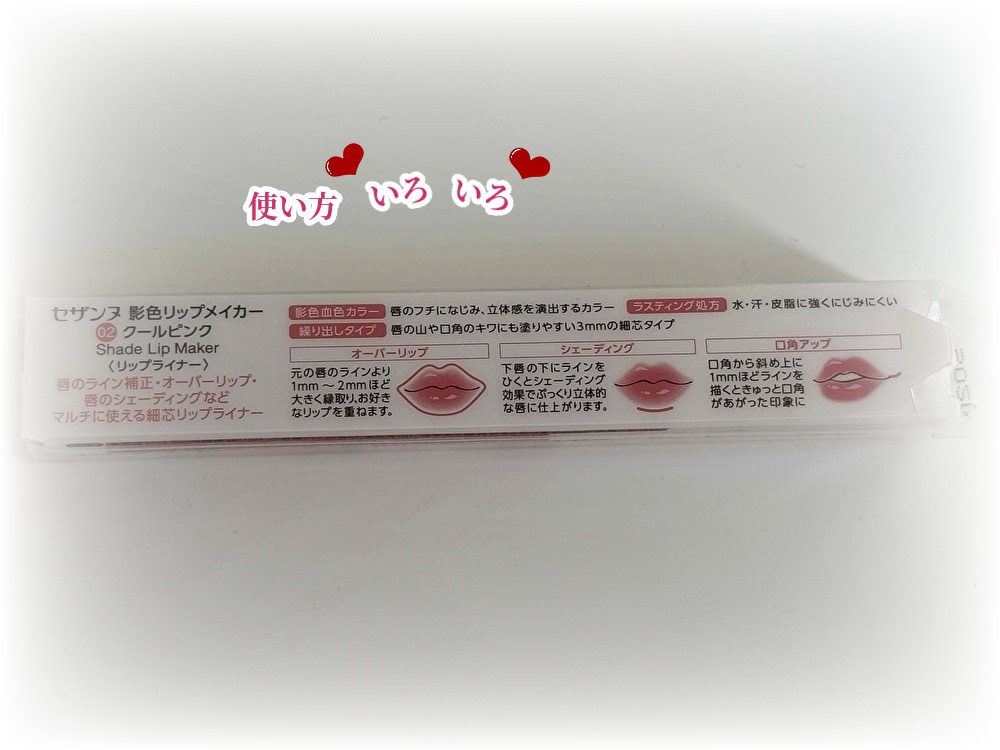 使い方 いろ いろ
セザンヌ 影色リップメイカー
02 クールピンク
Shade Lip Maker
〈リップライナー〉
唇のライン補正・オーバーリップ・
唇のシェーディングなど
マルチに使える細芯リップライナー
影色血色カラー 唇のフチになじみ、立体感を演出するカラー
ラスティング処方 水・汗・皮脂に強くにじみにくい
繰り出しタイプ 唇の山や口角のキワにも塗りやすい3mmの細芯タイプ
オーバーリップ
元の唇のラインより
1mm～2mmほど
大きく縁取り、お好き
なリップを重ねます。
シェーディング
下唇の下にラインを
ひくとシェーディング
効果でぷっくり立体的
な唇に仕上がります。
口角アップ
口角から斜め上に
1mmほどラインを
描くときゅっと口角
があがった印象に